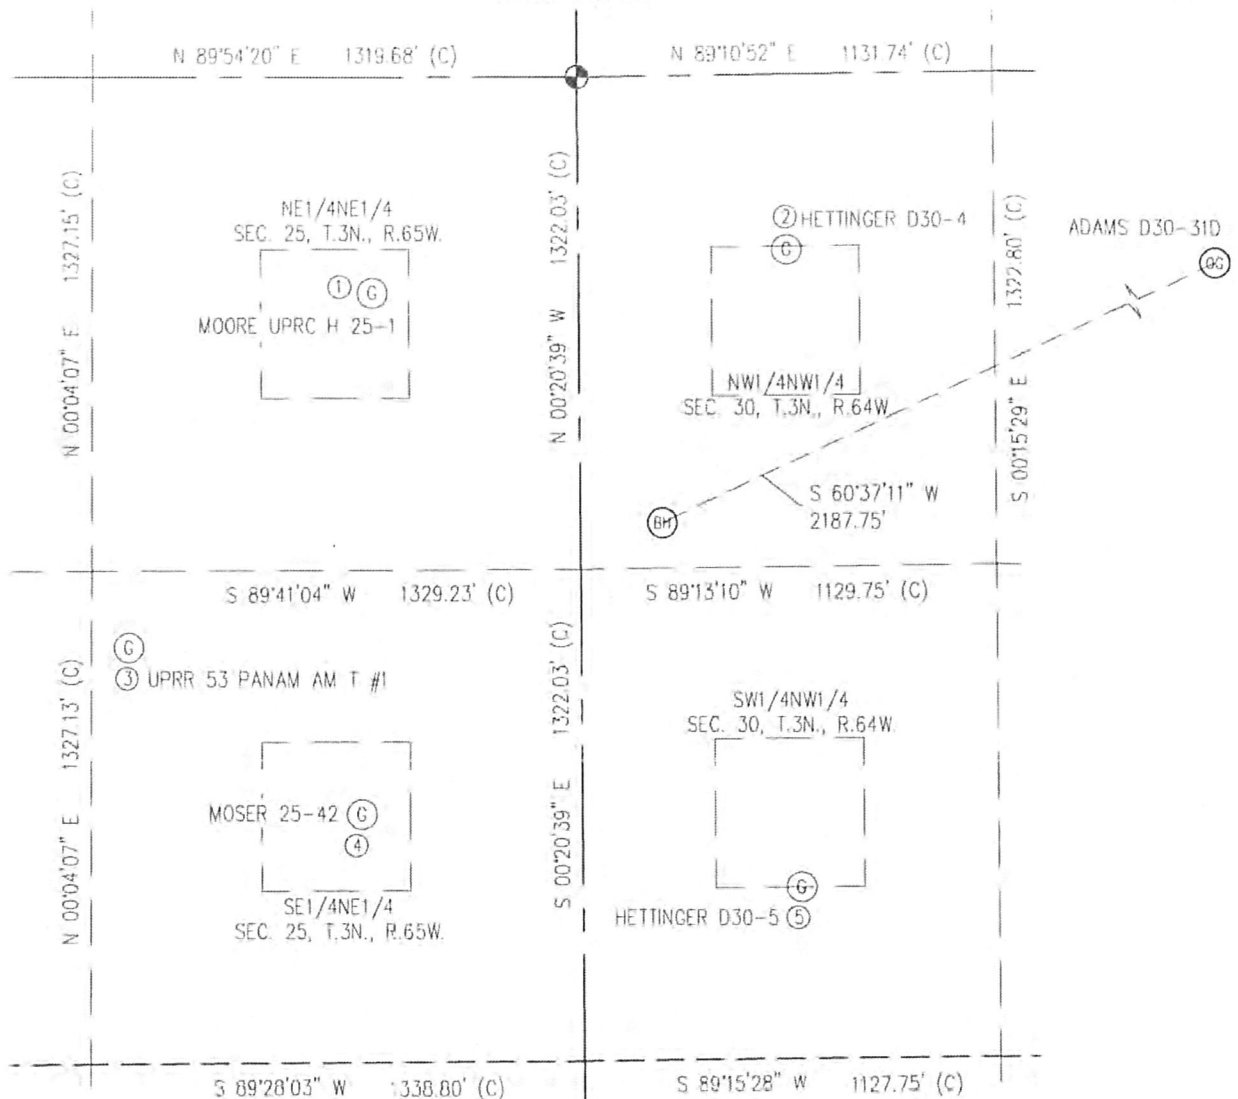 N 89°54'20" E 1319.68' (C)
N 89°10'52" E 1131.74' (C)
N 00°04'07" E 1327.15' (C)
NE1/4NE1/4
SEC. 25, T.3N., R.65W.
1 G
MOORE UPRC H 25-1
N 00°20'39" W 1322.03' (C)
2 HETTINGER D30-4
G
NW1/4NW1/4
SEC. 30, T.3N., R.64W.
S 00°15'29" E 1322.80' (C)
ADAMS D30-31D
OG
S 60°37'11" W
2187.75'
BH
S 89°41'04" W 1329.23' (C)
S 89°13'10" W 1129.75' (C)
G
3 UPRR 53 PANAM AM T #1
N 00°04'07" E 1327.13' (C)
MOSER 25-42 G
4
SE1/4NE1/4
SEC. 25, T.3N., R.65W.
S 00°20'39" E 1322.03' (C)
SW1/4NW1/4
SEC. 30, T.3N., R.64W.
G
HETTINGER D30-5 5
S 89°28'03" W 1338.80' (C)
S 89°15'28" W 1127.75' (C)